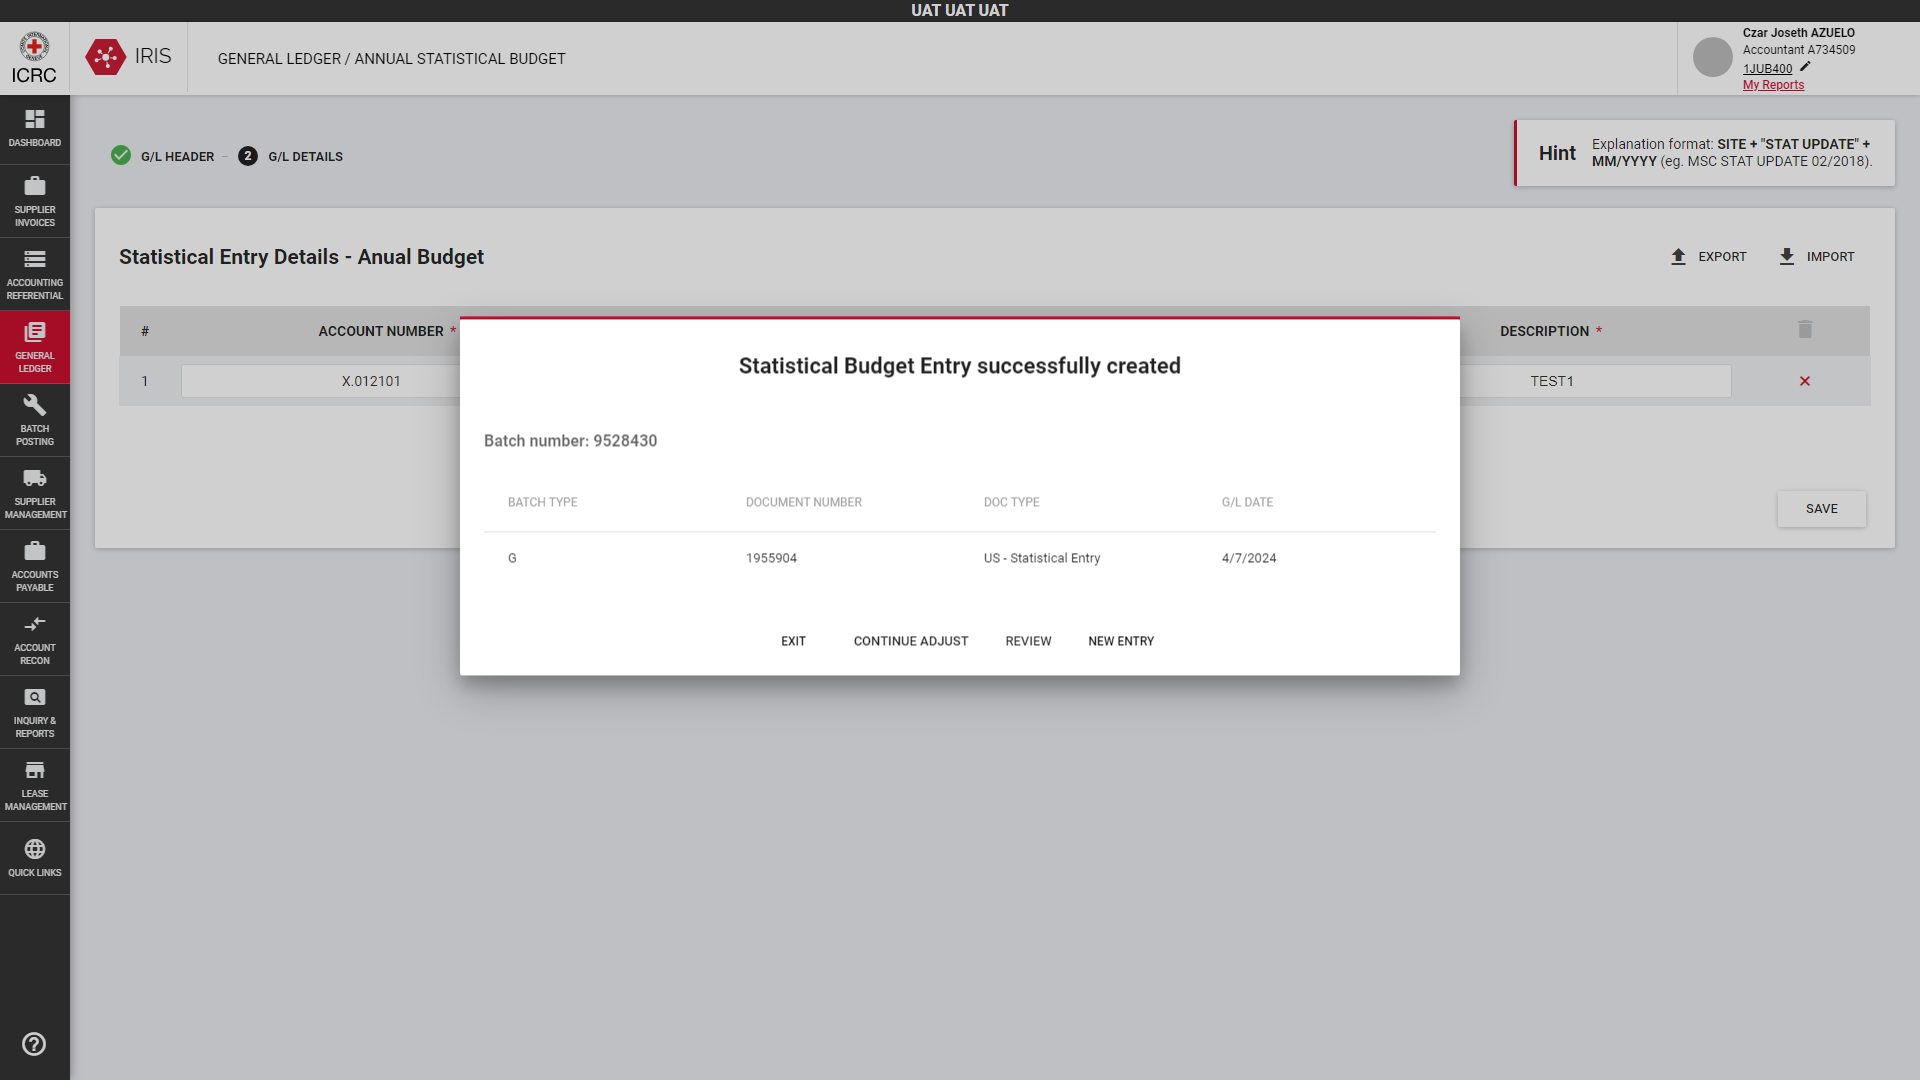 UAT UAT UAT
ICRC
IRIS
GENERAL LEDGER / ANNUAL STATISTICAL BUDGET
Czar Joseth AZUELO
Accountant A734509
1JUB400
My Reports
DASHBOARD
SUPPLIER
INVOICES
ACCOUNTING
REFERENTIAL
GENERAL
LEDGER
BATCH
POSTING
SUPPLIER
MANAGEMENT
ACCOUNTS
PAYABLE
ACCOUNT
RECON
INQUIRY &
REPORTS
LEASE
MANAGEMENT
QUICK LINKS
G/L HEADER
2 G/L DETAILS
Hint
Explanation format: SITE + "STAT UPDATE" +
MM/YYYY (eg. MSC STAT UPDATE 02/2018).
Statistical Entry Details - Anual Budget
EXPORT
IMPORT
# ACCOUNT NUMBER * DESCRIPTION *
1 X.012101 TEST1
SAVE
Statistical Budget Entry successfully created
Batch number: 9528430
BATCH TYPE DOCUMENT NUMBER DOC TYPE G/L DATE
G 1955904 US - Statistical Entry 4/7/2024
EXIT CONTINUE ADJUST REVIEW NEW ENTRY